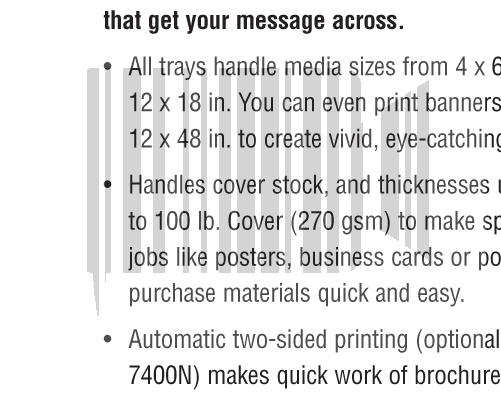 that get your message across.
• All trays handle media sizes from 4 x 6
12 x 18 in. You can even print banners
12 x 48 in. to create vivid, eye-catching
• Handles cover stock, and thicknesses u
to 100 lb. Cover (270 gsm) to make sp
jobs like posters, business cards or po
purchase materials quick and easy.
• Automatic two-sided printing (optional
7400N) makes quick work of brochure